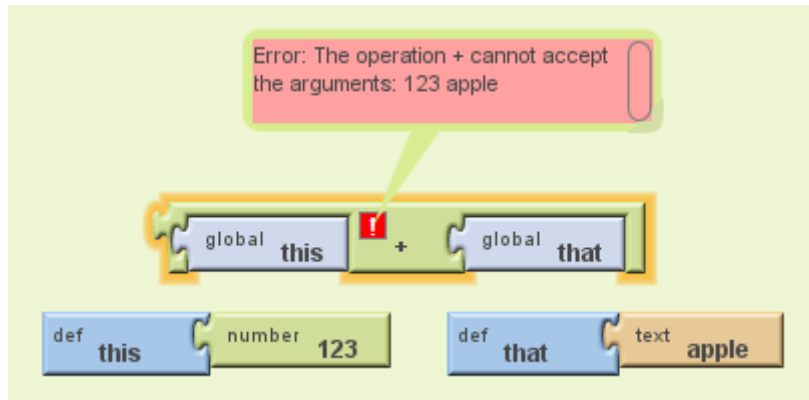 Error: The operation + cannot accept
the arguments: 123 apple
!
global this + global that
def this number 123
def that text apple